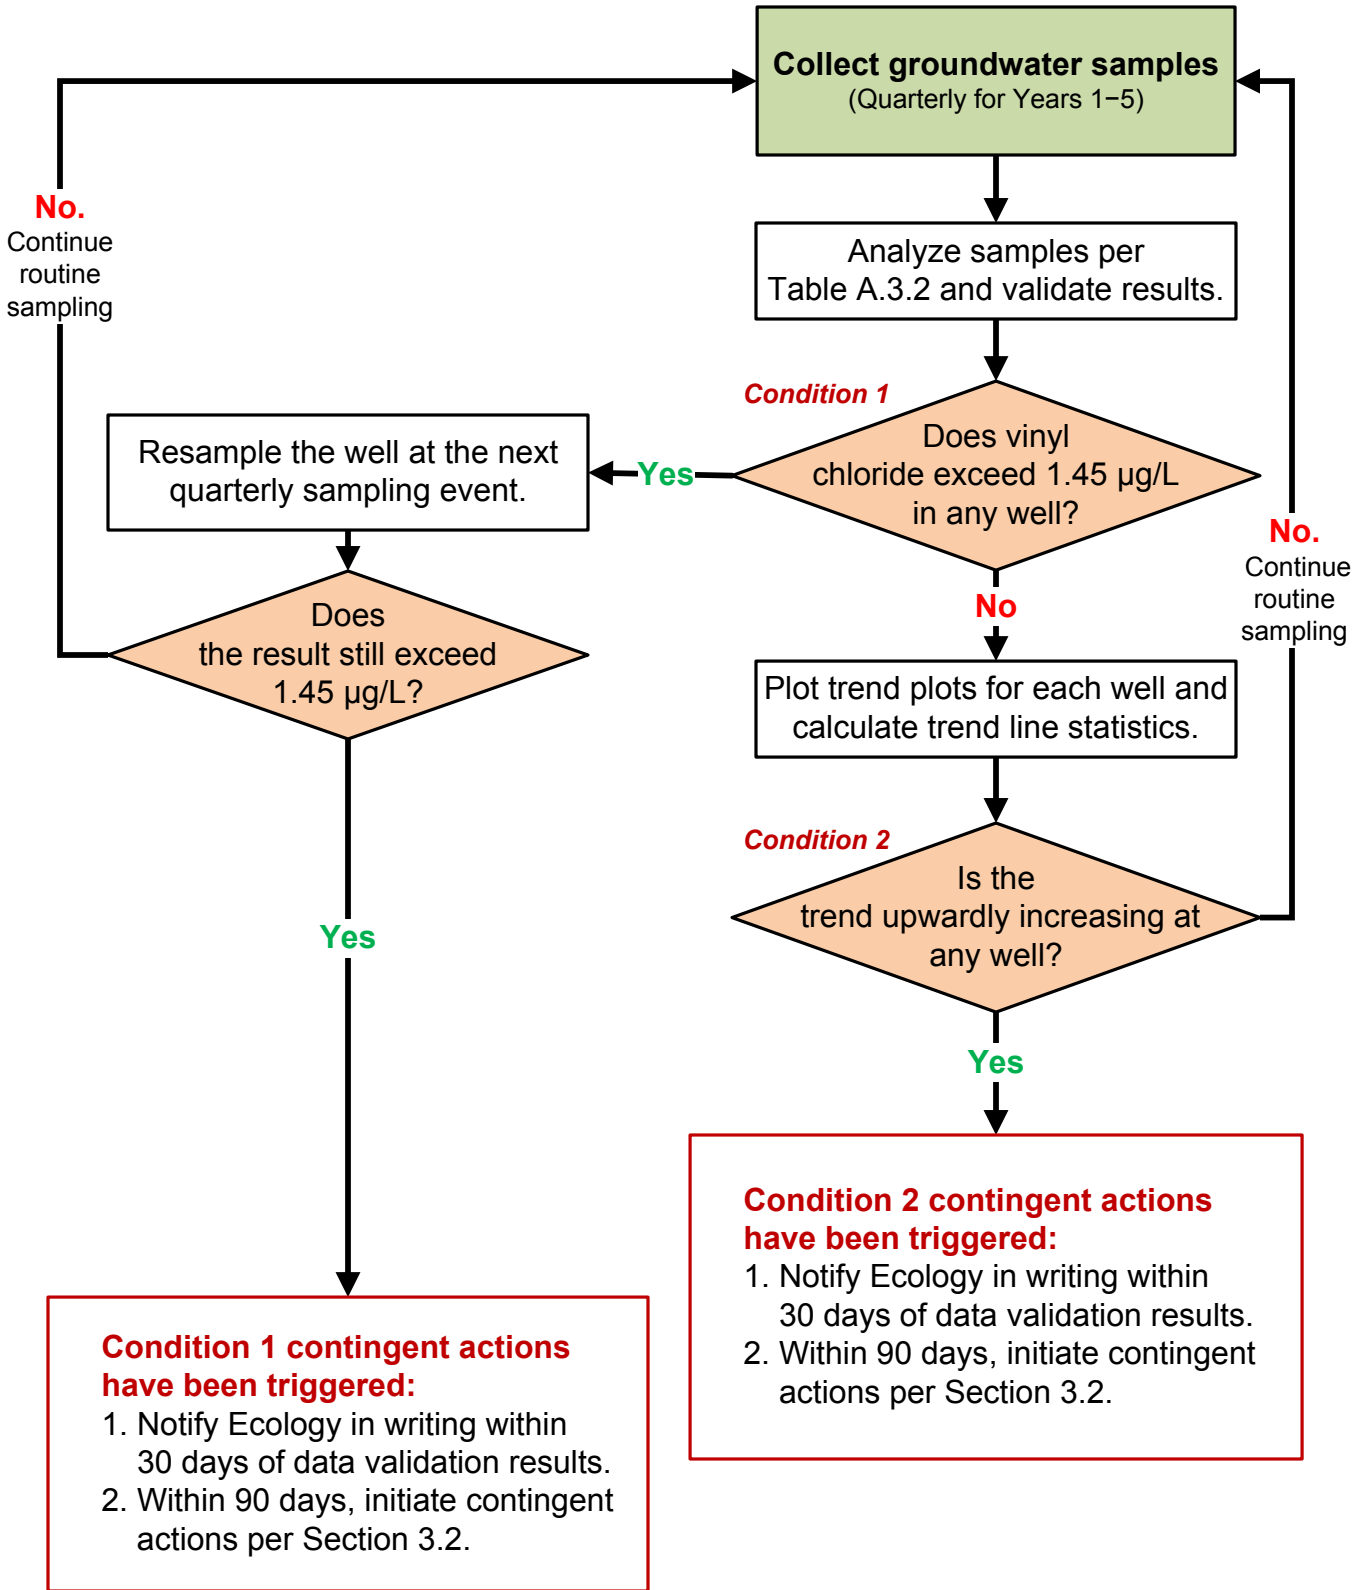 Collect groundwater samples
(Quarterly for Years 1−5)
Analyze samples per
Table A.3.2 and validate results.
Condition 1
Does vinyl
chloride exceed 1.45 µg/L
in any well?
Yes
Resample the well at the next
quarterly sampling event.
Does
the result still exceed
1.45 µg/L?
No.
Continue
routine
sampling
Yes
Condition 1 contingent actions
have been triggered:
1. Notify Ecology in writing within
30 days of data validation results.
2. Within 90 days, initiate contingent
actions per Section 3.2.
No
Plot trend plots for each well and
calculate trend line statistics.
Condition 2
Is the
trend upwardly increasing at
any well?
No.
Continue
routine
sampling
Yes
Condition 2 contingent actions
have been triggered:
1. Notify Ecology in writing within
30 days of data validation results.
2. Within 90 days, initiate contingent
actions per Section 3.2.